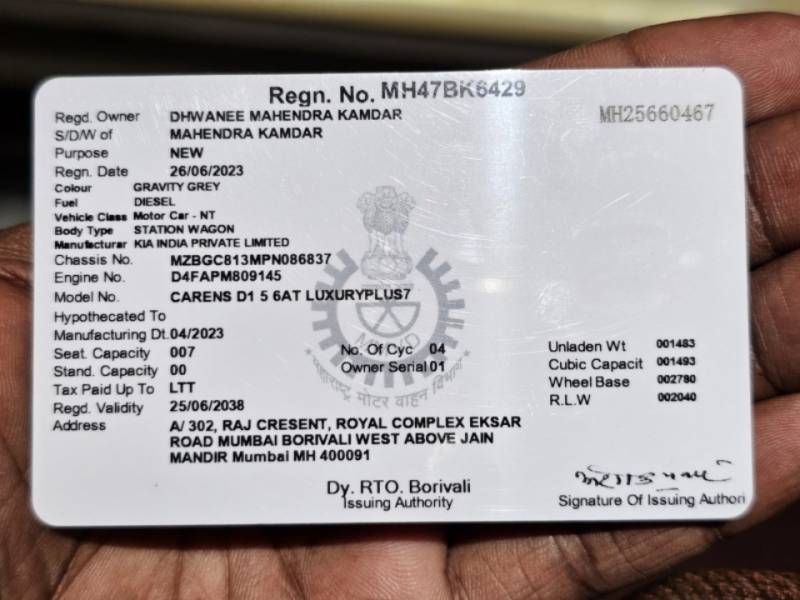 Regn. No. MH47BK6429
MH25660467
Regd. Owner DHWANEE MAHENDRA KAMDAR
S/D/W of MAHENDRA KAMDAR
Purpose NEW
Regn. Date 26/06/2023
Colour GRAVITY GREY
Fuel DIESEL
Vehicle Class Motor Car - NT
Body Type STATION WAGON
Manufacturar KIA INDIA PRIVATE LIMITED
Chassis No. MZBGC813MPN086837
Engine No. D4FAPM809145
Model No. CARENS D1 5 6AT LUXURYPLUS7
Hypothecated To
Manufacturing Dt. 04/2023
Seat. Capacity 007 No. Of Cyc 04 Unladen Wt 001483
Stand. Capacity 00 Owner Serial 01 Cubic Capacit 001493
Tax Paid Up To LTT Wheel Base 002780
Regd. Validity 25/06/2038 R.L.W 002040
महाराष्ट्र मोटर वाहन विभाग
Address A/ 302, RAJ CRESENT, ROYAL COMPLEX EKSAR
ROAD MUMBAI BORIVALI WEST ABOVE JAIN
MANDIR Mumbai MH 400091
Dy. RTO. Borivali
Issuing Authority
Signature Of Issuing Authori